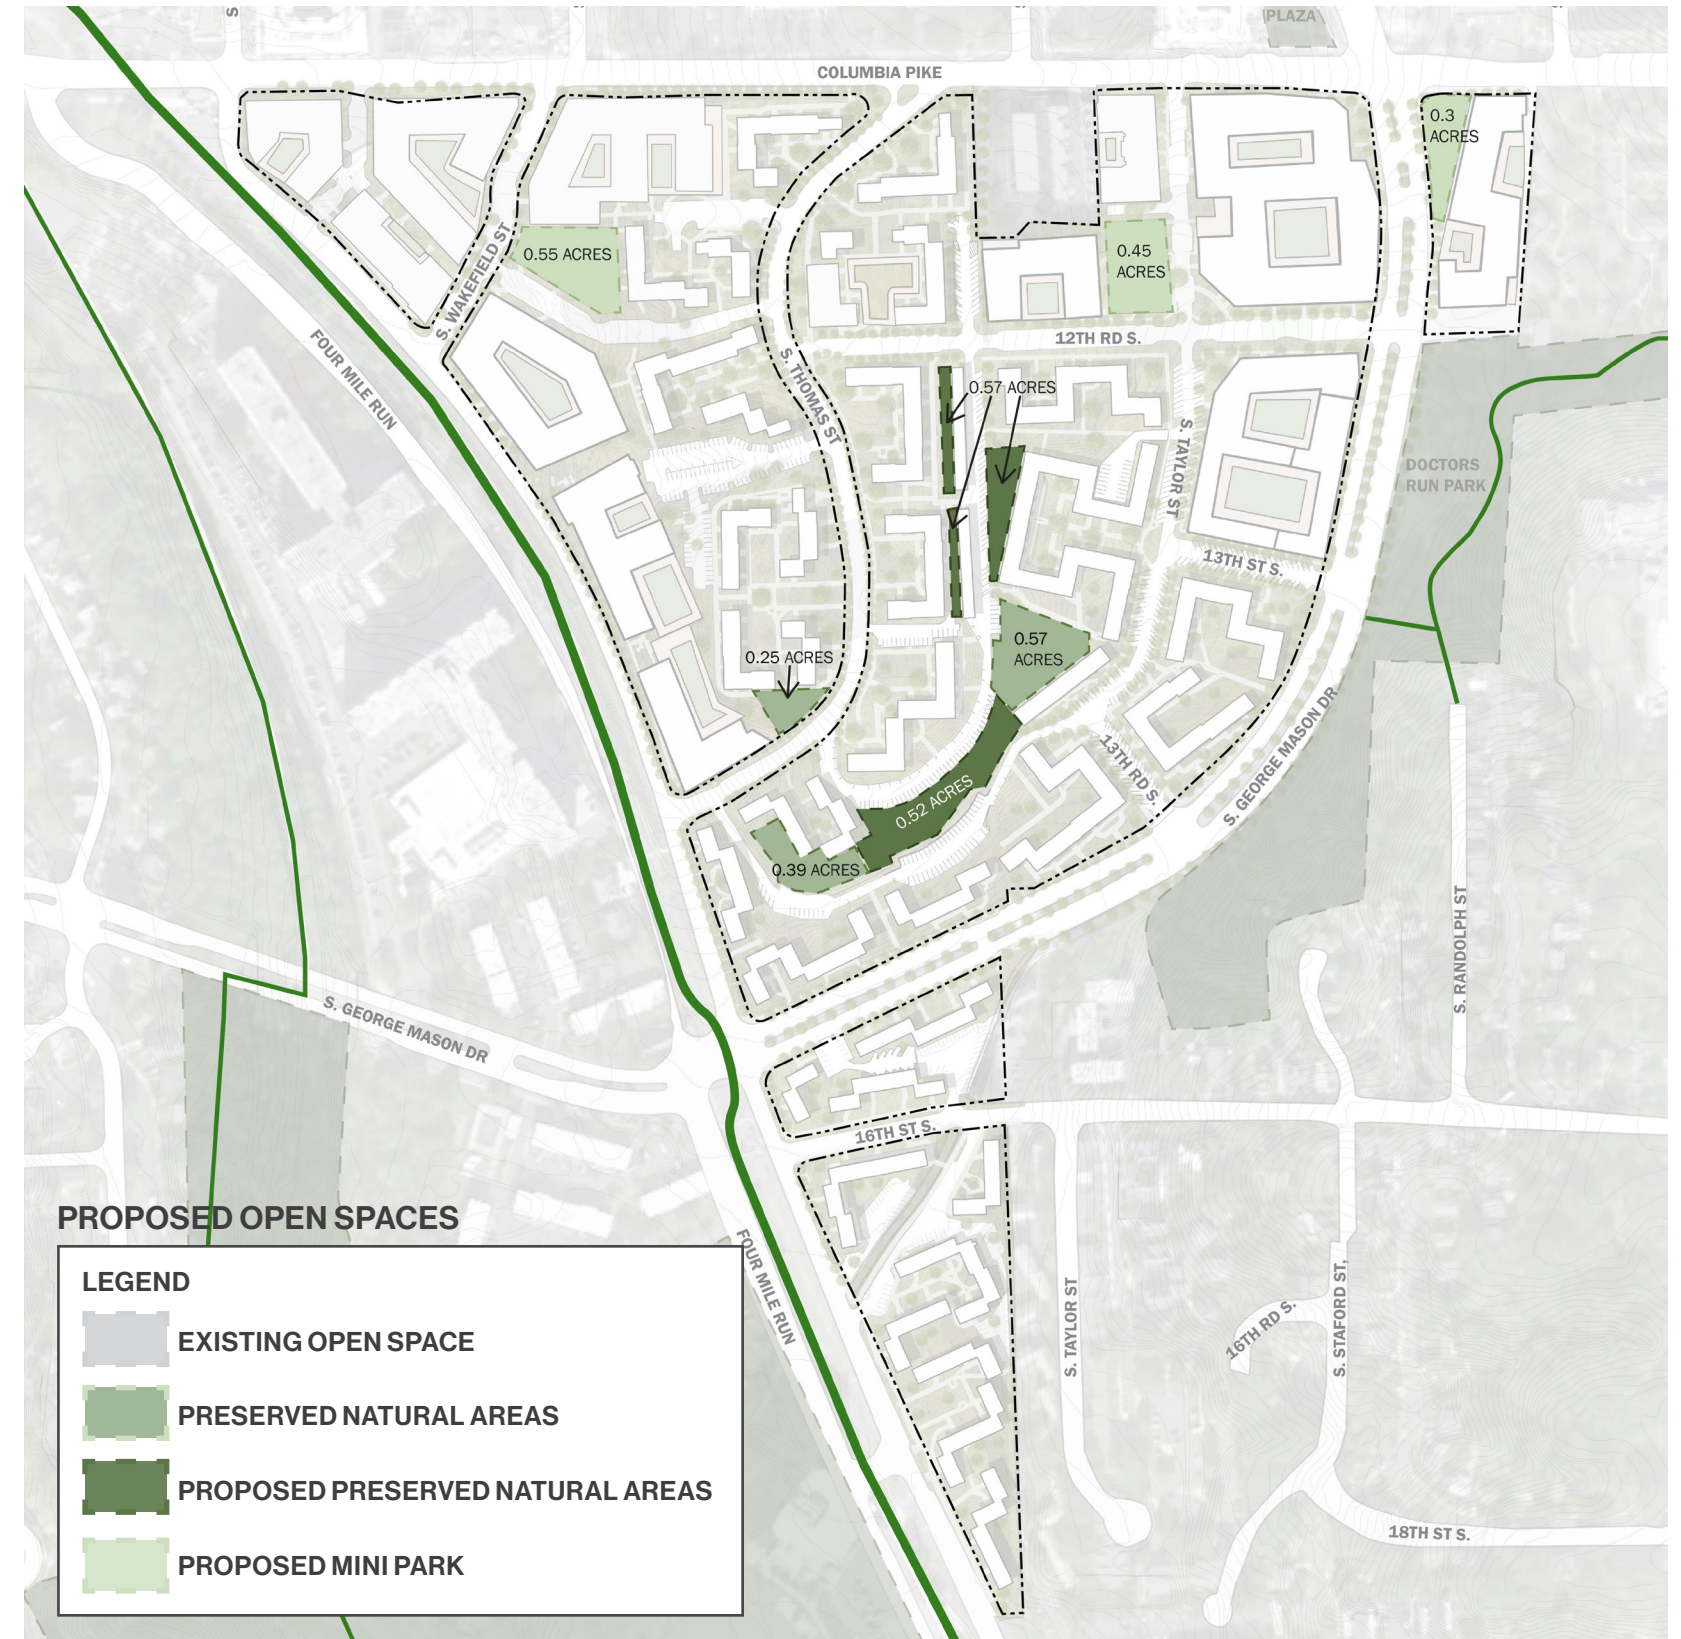 PLAZA
COLUMBIA PIKE
0.3
ACRES
0.55 ACRES
S. WAKEFIELD ST
0.45
ACRES
12TH RD S.
FOUR MILE RUN
S. THOMAS ST
0.57 ACRES
S. TAYLOR ST
DOCTORS
RUN PARK
13TH ST S.
0.57
ACRES
0.25 ACRES
13TH RD S.
S. GEORGE MASON DR
0.52 ACRES
0.39 ACRES
S. RANDOLPH ST
S. GEORGE MASON DR
16TH ST S.
FOUR MILE RUN
S. TAYLOR ST
16TH RD S.
S. STAFORD ST,
18TH ST S.
PROPOSED OPEN SPACES
LEGEND
EXISTING OPEN SPACE
PRESERVED NATURAL AREAS
PROPOSED PRESERVED NATURAL AREAS
PROPOSED MINI PARK